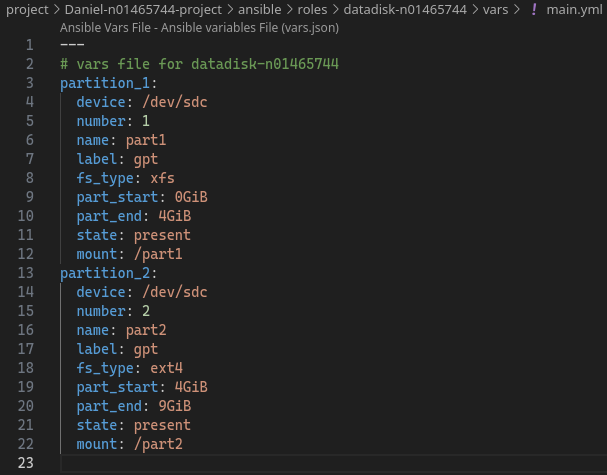 project > Daniel-n01465744-project > ansible > roles > datadisk-n01465744 > vars > ! main.yml
Ansible Vars File - Ansible variables File (vars.json)
1 ---
2 # vars file for datadisk-n01465744
3 partition_1:
4   device: /dev/sdc
5   number: 1
6   name: part1
7   label: gpt
8   fs_type: xfs
9   part_start: 0GiB
10   part_end: 4GiB
11   state: present
12   mount: /part1
13 partition_2:
14   device: /dev/sdc
15   number: 2
16   name: part2
17   label: gpt
18   fs_type: ext4
19   part_start: 4GiB
20   part_end: 9GiB
21   state: present
22   mount: /part2
23